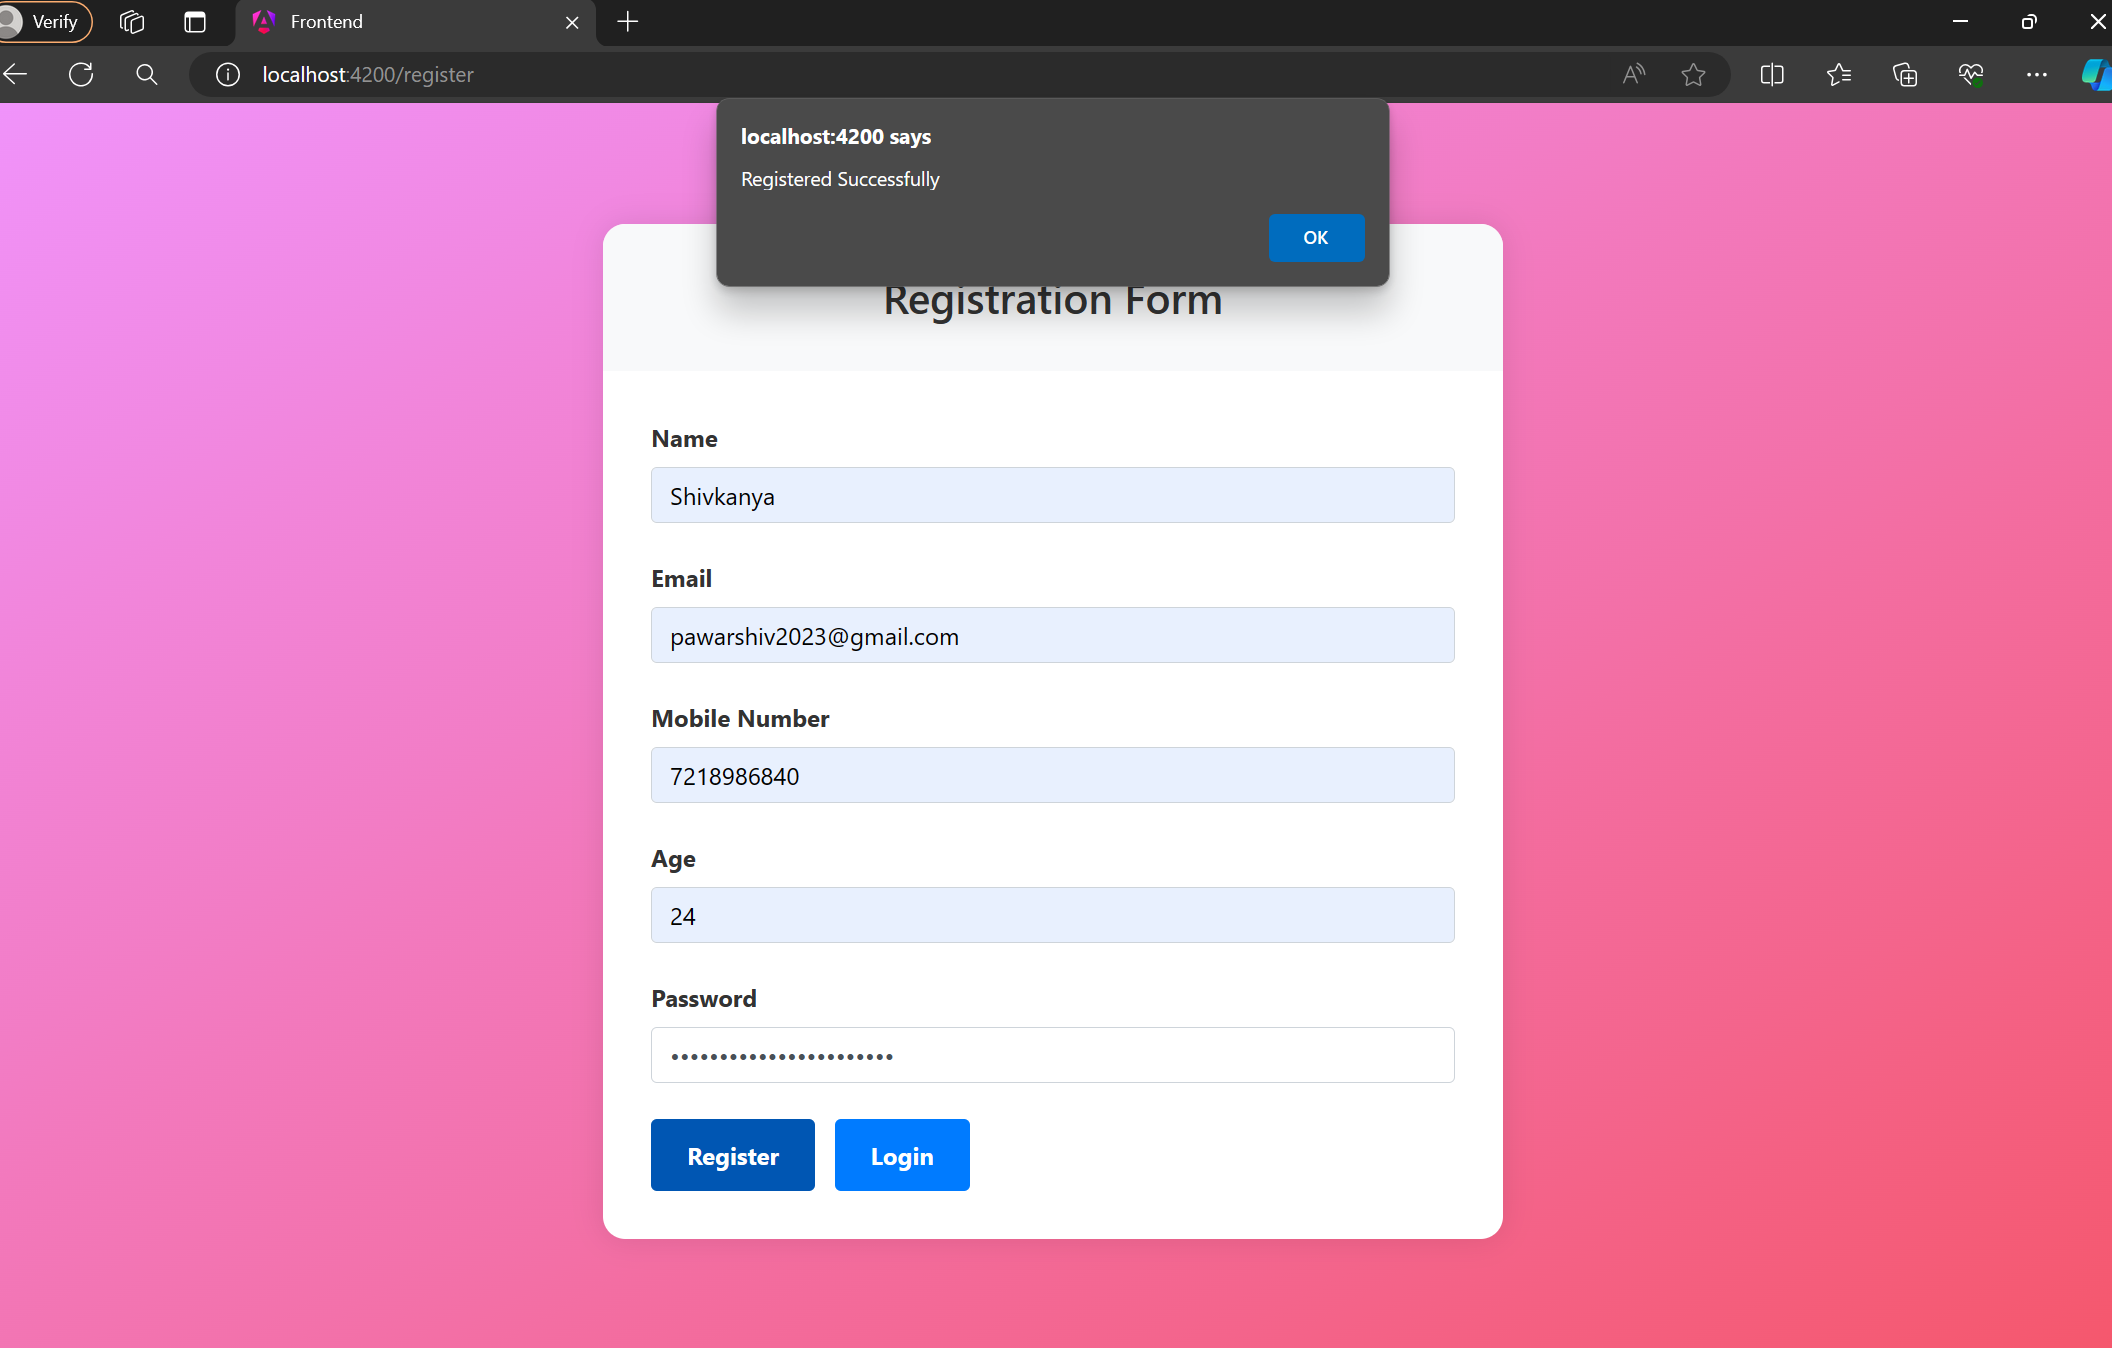 Verify
Frontend
localhost:4200/register
localhost:4200 says
Registered Successfully
OK
Registration Form
Name
Shivkanya
Email
pawarshiv2023@gmail.com
Mobile Number
7218986840
Age
24
Password
•••••••••••••••••••••••
Register Login